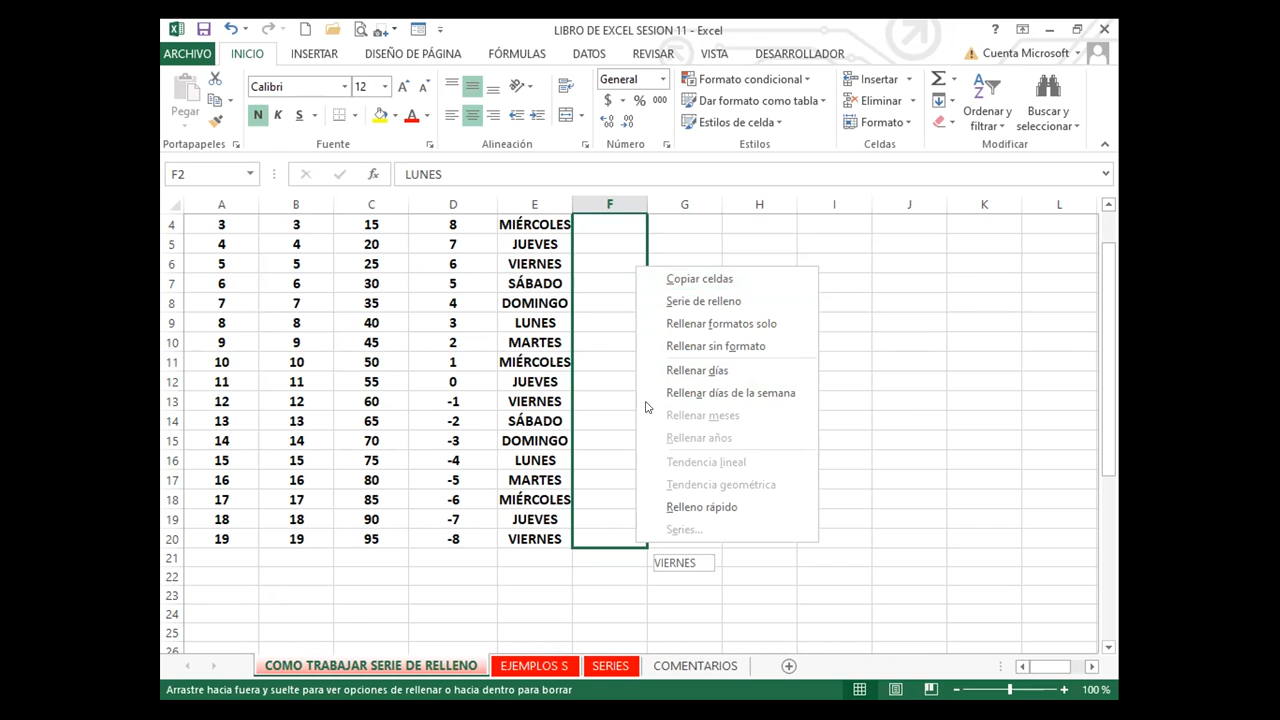 LIBRO DE EXCEL SESION 11 - Excel
ARCHIVO INICIO INSERTAR DISEÑO DE PÁGINA FÓRMULAS DATOS REVISAR VISTA DESARROLLADOR Cuenta Microsoft
Pegar
Calibri 12
N K S
General
$ % 000
Formato condicional
Dar formato como tabla
Estilos de celda
Insertar
Eliminar
Formato
Ordenar y filtrar
Buscar y seleccionar
Portapapeles Fuente Alineación Número Estilos Celdas Modificar
F2 fx LUNES
A B C D E F G H I J K L
4 3 3 15 8 MIÉRCOLES
5 4 4 20 7 JUEVES
6 5 5 25 6 VIERNES
7 6 6 30 5 SÁBADO
8 7 7 35 4 DOMINGO
9 8 8 40 3 LUNES
10 9 9 45 2 MARTES
11 10 10 50 1 MIÉRCOLES
12 11 11 55 0 JUEVES
13 12 12 60 -1 VIERNES
14 13 13 65 -2 SÁBADO
15 14 14 70 -3 DOMINGO
16 15 15 75 -4 LUNES
17 16 16 80 -5 MARTES
18 17 17 85 -6 MIÉRCOLES
19 18 18 90 -7 JUEVES
20 19 19 95 -8 VIERNES
21
22
23
24
25
26
Copiar celdas
Serie de relleno
Rellenar formatos solo
Rellenar sin formato
Rellenar días
Rellenar días de la semana
Rellenar meses
Rellenar años
Tendencia lineal
Tendencia geométrica
Relleno rápido
Series...
VIERNES
COMO TRABAJAR SERIE DE RELLENO EJEMPLOS S SERIES COMENTARIOS
Arrastre hacia fuera y suelte para ver opciones de rellenar o hacia dentro para borrar 100 %